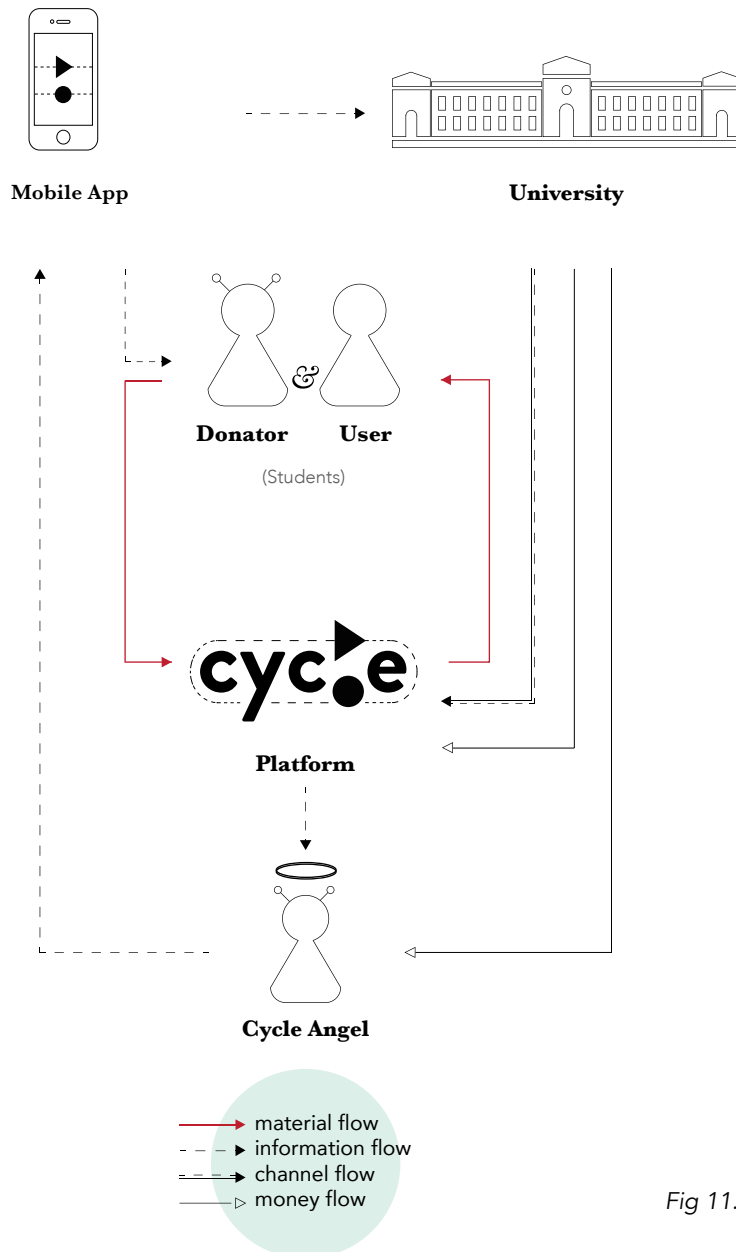 Mobile App
University
&
Donator
User
(Students)
cycle
Platform
Cycle Angel
material flow
information flow
channel flow
money flow
Fig 11.